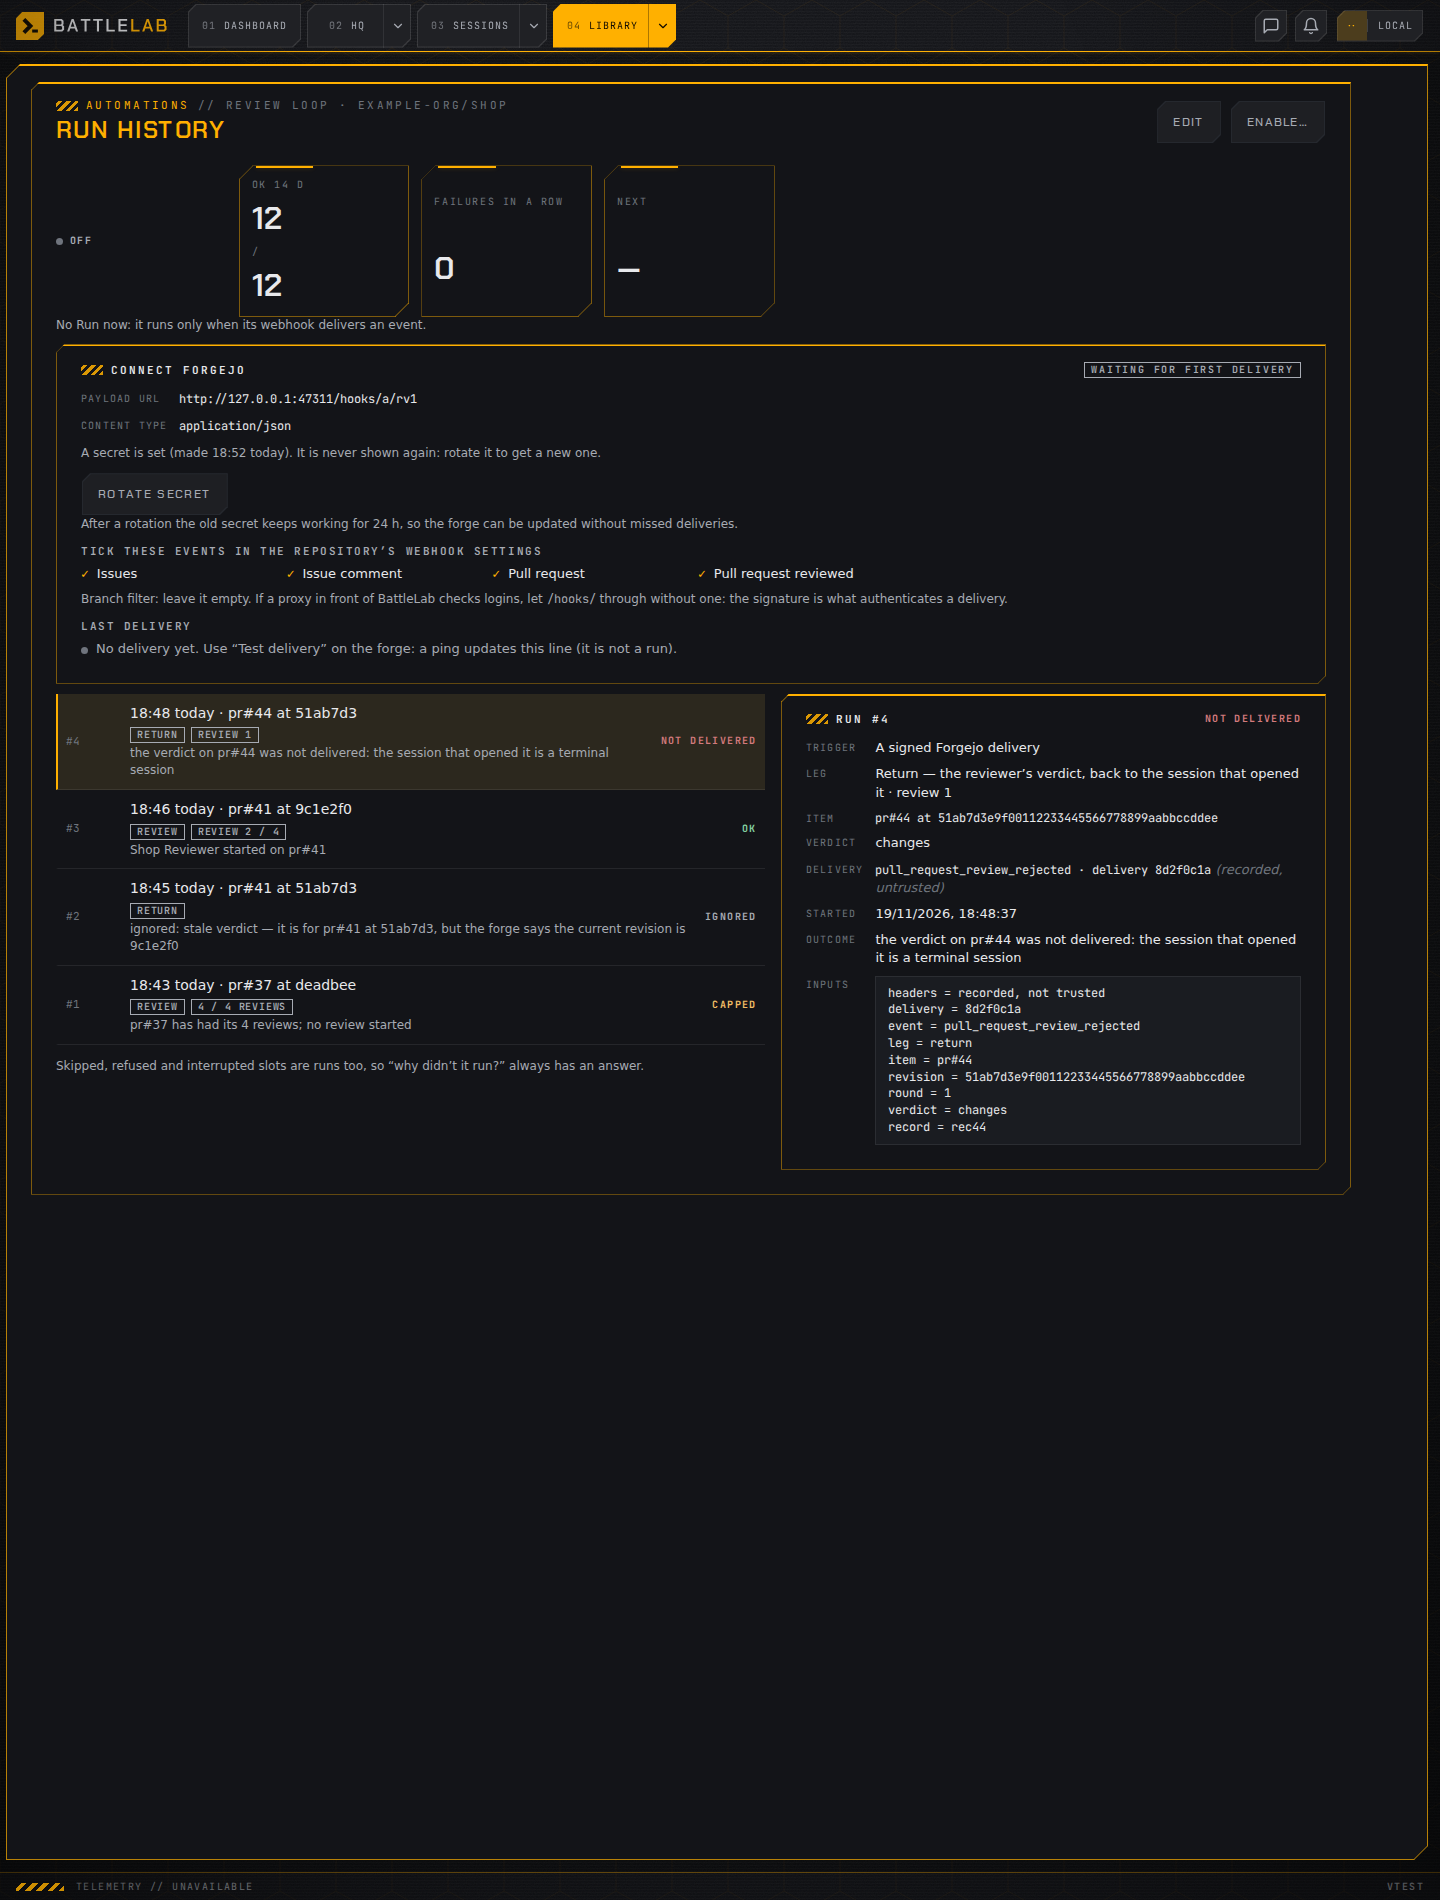 BATTLELAB
01 DASHBOARD
02 HQ
03 SESSIONS
04 LIBRARY
LOCAL
AUTOMATIONS // REVIEW LOOP · EXAMPLE-ORG/SHOP
RUN HISTORY
EDIT
ENABLE…
OFF
OK 14 D
12
/
12
FAILURES IN A ROW
0
NEXT
—
No Run now: it runs only when its webhook delivers an event.
CONNECT FORGEJO
WAITING FOR FIRST DELIVERY
PAYLOAD URL http://127.0.0.1:47311/hooks/a/rv1
CONTENT TYPE application/json
A secret is set (made 18:52 today). It is never shown again: rotate it to get a new one.
ROTATE SECRET
After a rotation the old secret keeps working for 24 h, so the forge can be updated without missed deliveries.
TICK THESE EVENTS IN THE REPOSITORY’S WEBHOOK SETTINGS
✓ Issues ✓ Issue comment ✓ Pull request ✓ Pull request reviewed
Branch filter: leave it empty. If a proxy in front of BattleLab checks logins, let /hooks/ through without one: the signature is what authenticates a delivery.
LAST DELIVERY
No delivery yet. Use “Test delivery” on the forge: a ping updates this line (it is not a run).
#4
18:48 today · pr#44 at 51ab7d3
RETURN REVIEW 1
the verdict on pr#44 was not delivered: the session that opened it is a terminal
session
NOT DELIVERED
#3
18:46 today · pr#41 at 9c1e2f0
REVIEW REVIEW 2 / 4
Shop Reviewer started on pr#41
OK
#2
18:45 today · pr#41 at 51ab7d3
RETURN
ignored: stale verdict — it is for pr#41 at 51ab7d3, but the forge says the current revision is
9c1e2f0
IGNORED
#1
18:43 today · pr#37 at deadbee
REVIEW 4 / 4 REVIEWS
pr#37 has had its 4 reviews; no review started
CAPPED
Skipped, refused and interrupted slots are runs too, so “why didn’t it run?” always has an answer.
RUN #4
NOT DELIVERED
TRIGGER A signed Forgejo delivery
LEG Return — the reviewer’s verdict, back to the session that opened
it · review 1
ITEM pr#44 at 51ab7d3e9f00112233445566778899aabbccddee
VERDICT changes
DELIVERY pull_request_review_rejected · delivery 8d2f0c1a (recorded,
untrusted)
STARTED 19/11/2026, 18:48:37
OUTCOME the verdict on pr#44 was not delivered: the session that opened
it is a terminal session
INPUTS
headers = recorded, not trusted
delivery = 8d2f0c1a
event = pull_request_review_rejected
leg = return
item = pr#44
revision = 51ab7d3e9f00112233445566778899aabbccddee
round = 1
verdict = changes
record = rec44
TELEMETRY // UNAVAILABLE
VTEST